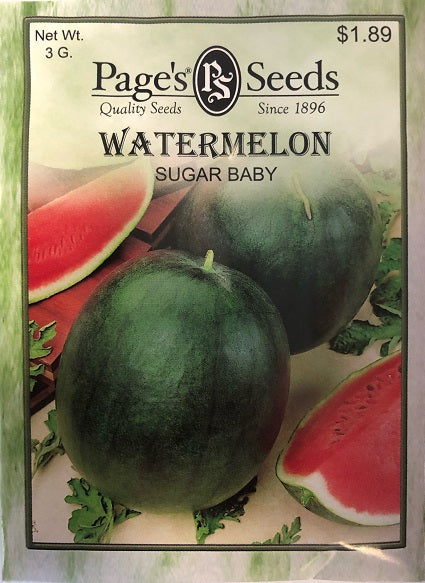 Net Wt.
3 G.
$1.89
Page's PS Seeds
Quality Seeds Since 1896
WATERMELON
SUGAR BABY